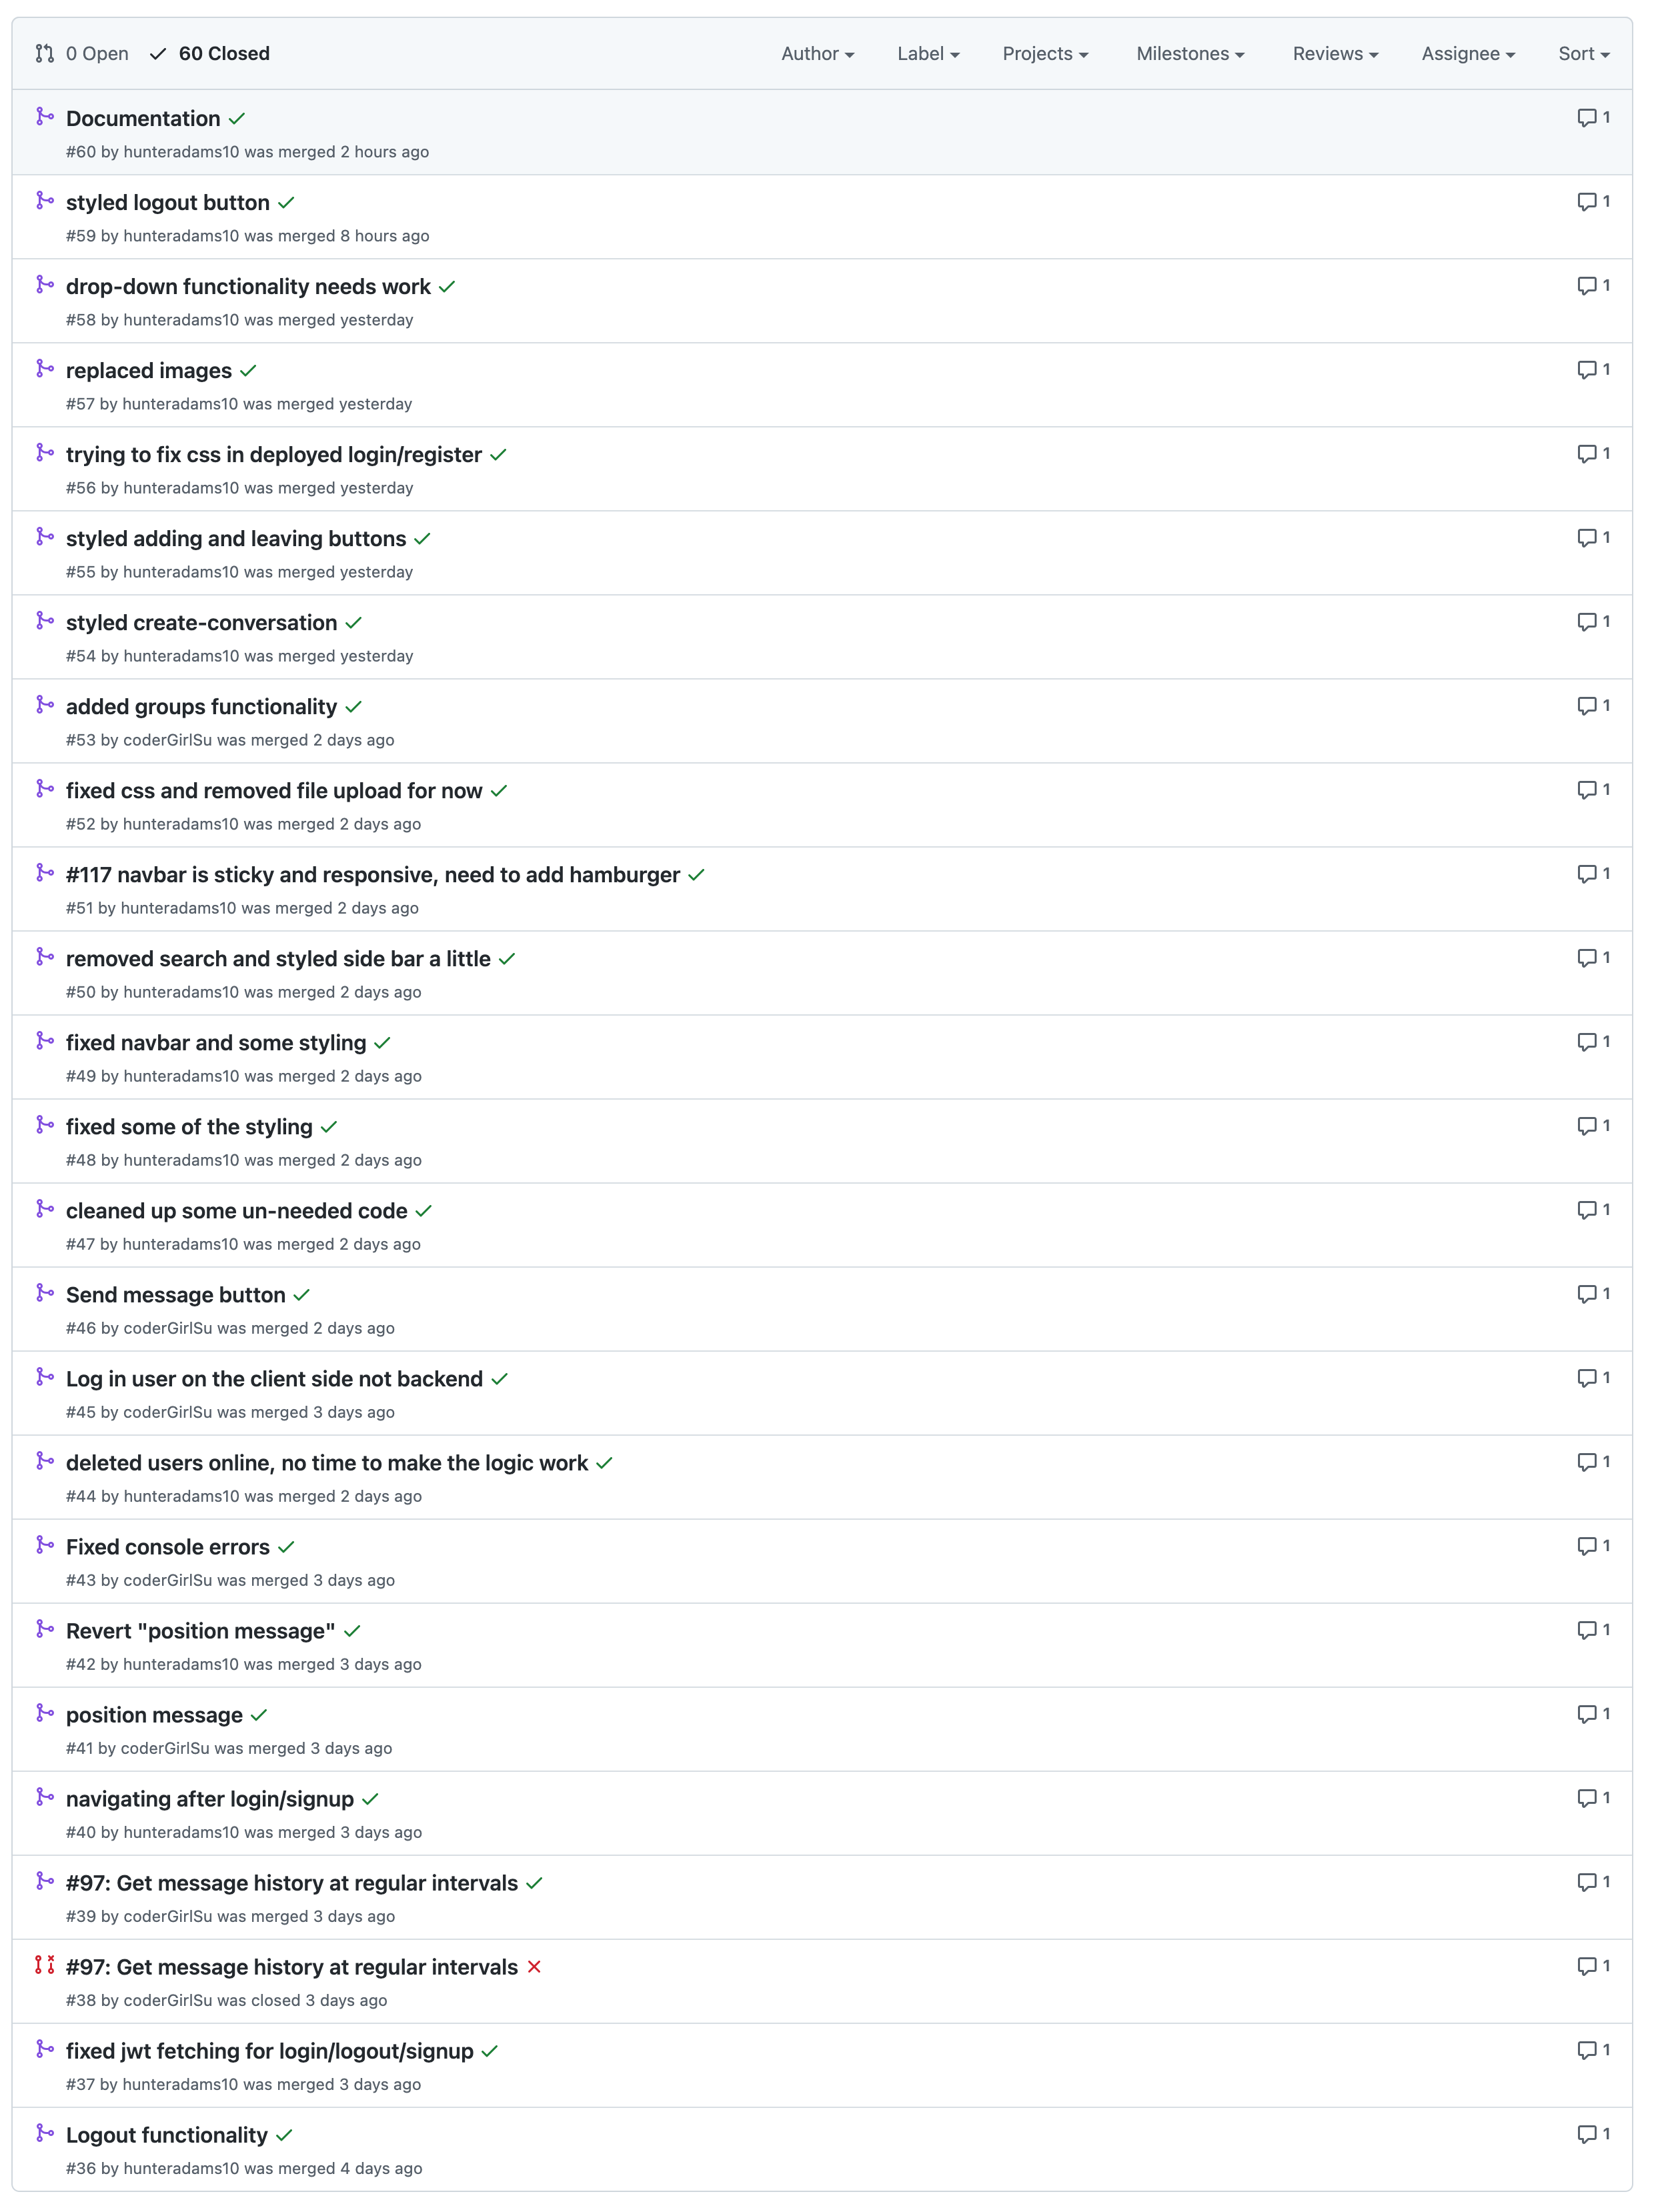 0 Open 60 Closed Author Label Projects Milestones Reviews Assignee Sort
Documentation 1
#60 by hunteradams10 was merged 2 hours ago
styled logout button 1
#59 by hunteradams10 was merged 8 hours ago
drop-down functionality needs work 1
#58 by hunteradams10 was merged yesterday
replaced images 1
#57 by hunteradams10 was merged yesterday
trying to fix css in deployed login/register 1
#56 by hunteradams10 was merged yesterday
styled adding and leaving buttons 1
#55 by hunteradams10 was merged yesterday
styled create-conversation 1
#54 by hunteradams10 was merged yesterday
added groups functionality 1
#53 by coderGirlSu was merged 2 days ago
fixed css and removed file upload for now 1
#52 by hunteradams10 was merged 2 days ago
#117 navbar is sticky and responsive, need to add hamburger 1
#51 by hunteradams10 was merged 2 days ago
removed search and styled side bar a little 1
#50 by hunteradams10 was merged 2 days ago
fixed navbar and some styling 1
#49 by hunteradams10 was merged 2 days ago
fixed some of the styling 1
#48 by hunteradams10 was merged 2 days ago
cleaned up some un-needed code 1
#47 by hunteradams10 was merged 2 days ago
Send message button 1
#46 by coderGirlSu was merged 2 days ago
Log in user on the client side not backend 1
#45 by coderGirlSu was merged 3 days ago
deleted users online, no time to make the logic work 1
#44 by hunteradams10 was merged 2 days ago
Fixed console errors 1
#43 by coderGirlSu was merged 3 days ago
Revert "position message" 1
#42 by hunteradams10 was merged 3 days ago
position message 1
#41 by coderGirlSu was merged 3 days ago
navigating after login/signup 1
#40 by hunteradams10 was merged 3 days ago
#97: Get message history at regular intervals 1
#39 by coderGirlSu was merged 3 days ago
#97: Get message history at regular intervals 1
#38 by coderGirlSu was closed 3 days ago
fixed jwt fetching for login/logout/signup 1
#37 by hunteradams10 was merged 3 days ago
Logout functionality 1
#36 by hunteradams10 was merged 4 days ago